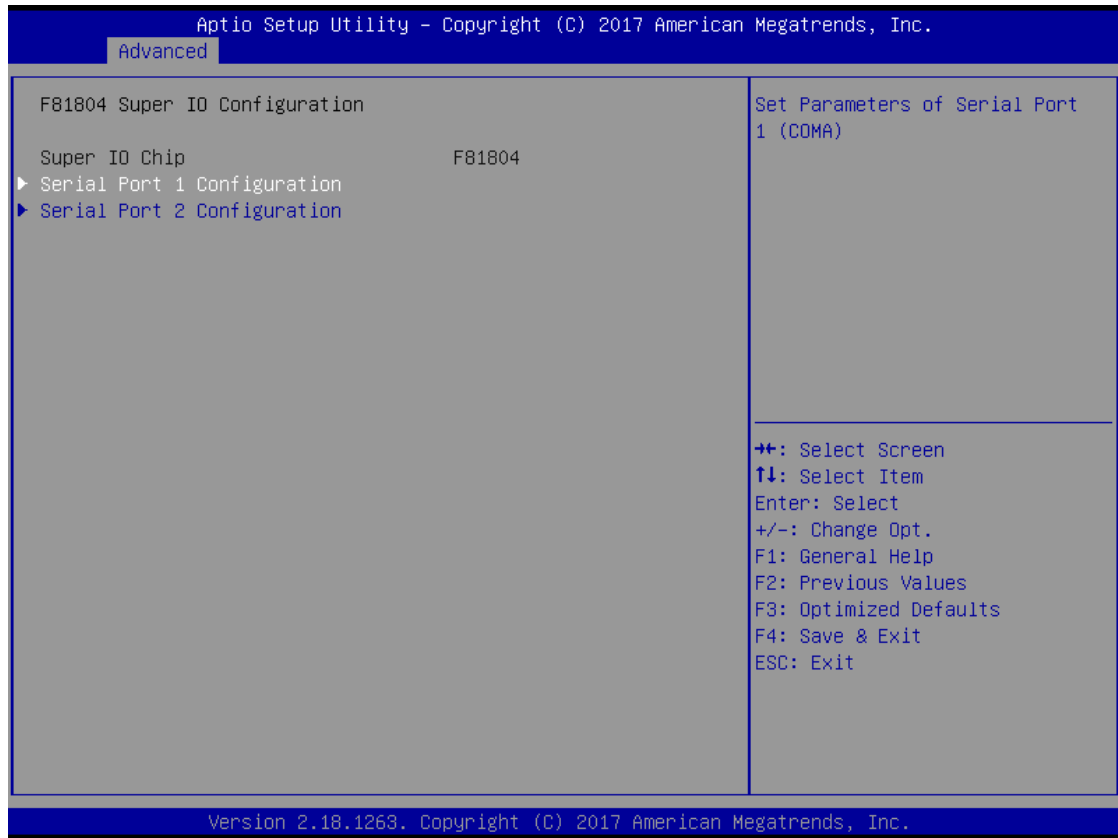 Aptio Setup Utility – Copyright (C) 2017 American Megatrends, Inc.
Advanced
F81804 Super IO Configuration
Super IO Chip F81804
Serial Port 1 Configuration
Serial Port 2 Configuration
Set Parameters of Serial Port
1 (COMA)
→←: Select Screen
↑↓: Select Item
Enter: Select
+/-: Change Opt.
F1: General Help
F2: Previous Values
F3: Optimized Defaults
F4: Save & Exit
ESC: Exit
Version 2.18.1263. Copyright (C) 2017 American Megatrends, Inc.